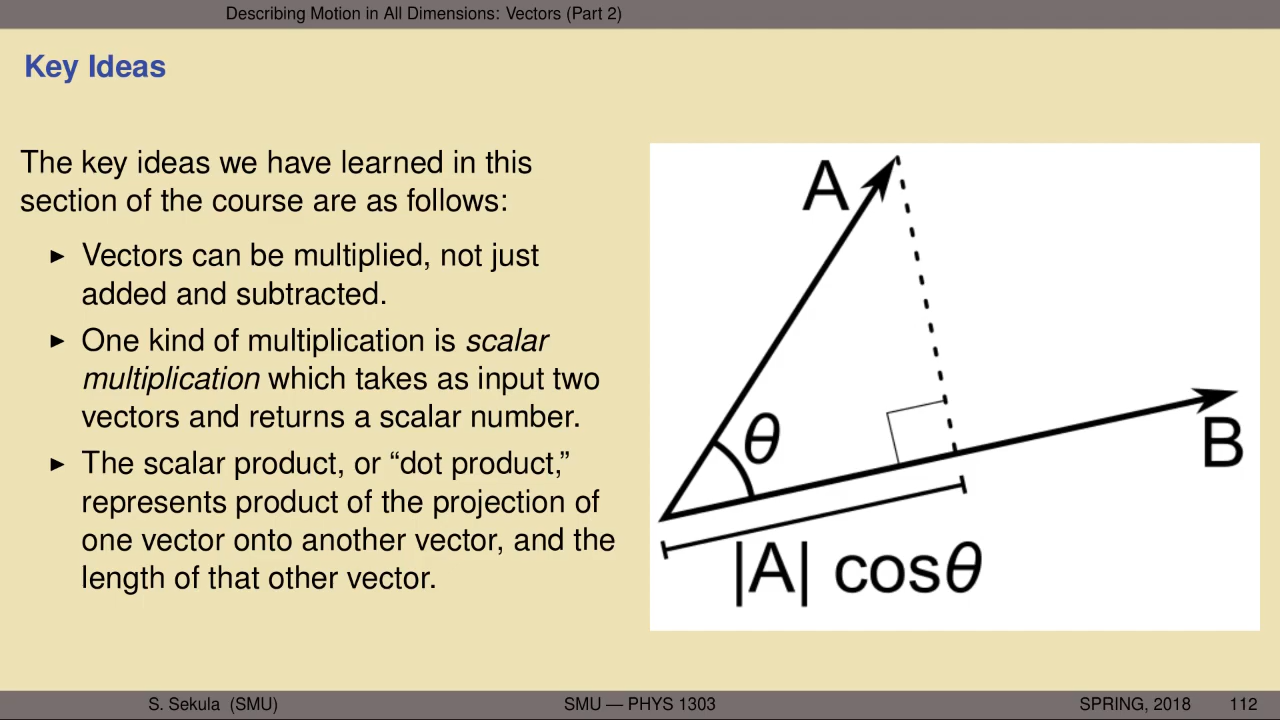 Describing Motion in All Dimensions: Vectors (Part 2)
Key Ideas
The key ideas we have learned in this
section of the course are as follows:
▶ Vectors can be multiplied, not just
added and subtracted.
▶ One kind of multiplication is scalar
multiplication which takes as input two
vectors and returns a scalar number.
▶ The scalar product, or “dot product,”
represents product of the projection of
one vector onto another vector, and the
length of that other vector.
A
θ
B
|A| cosθ
S. Sekula (SMU)
SMU — PHYS 1303
SPRING, 2018
112